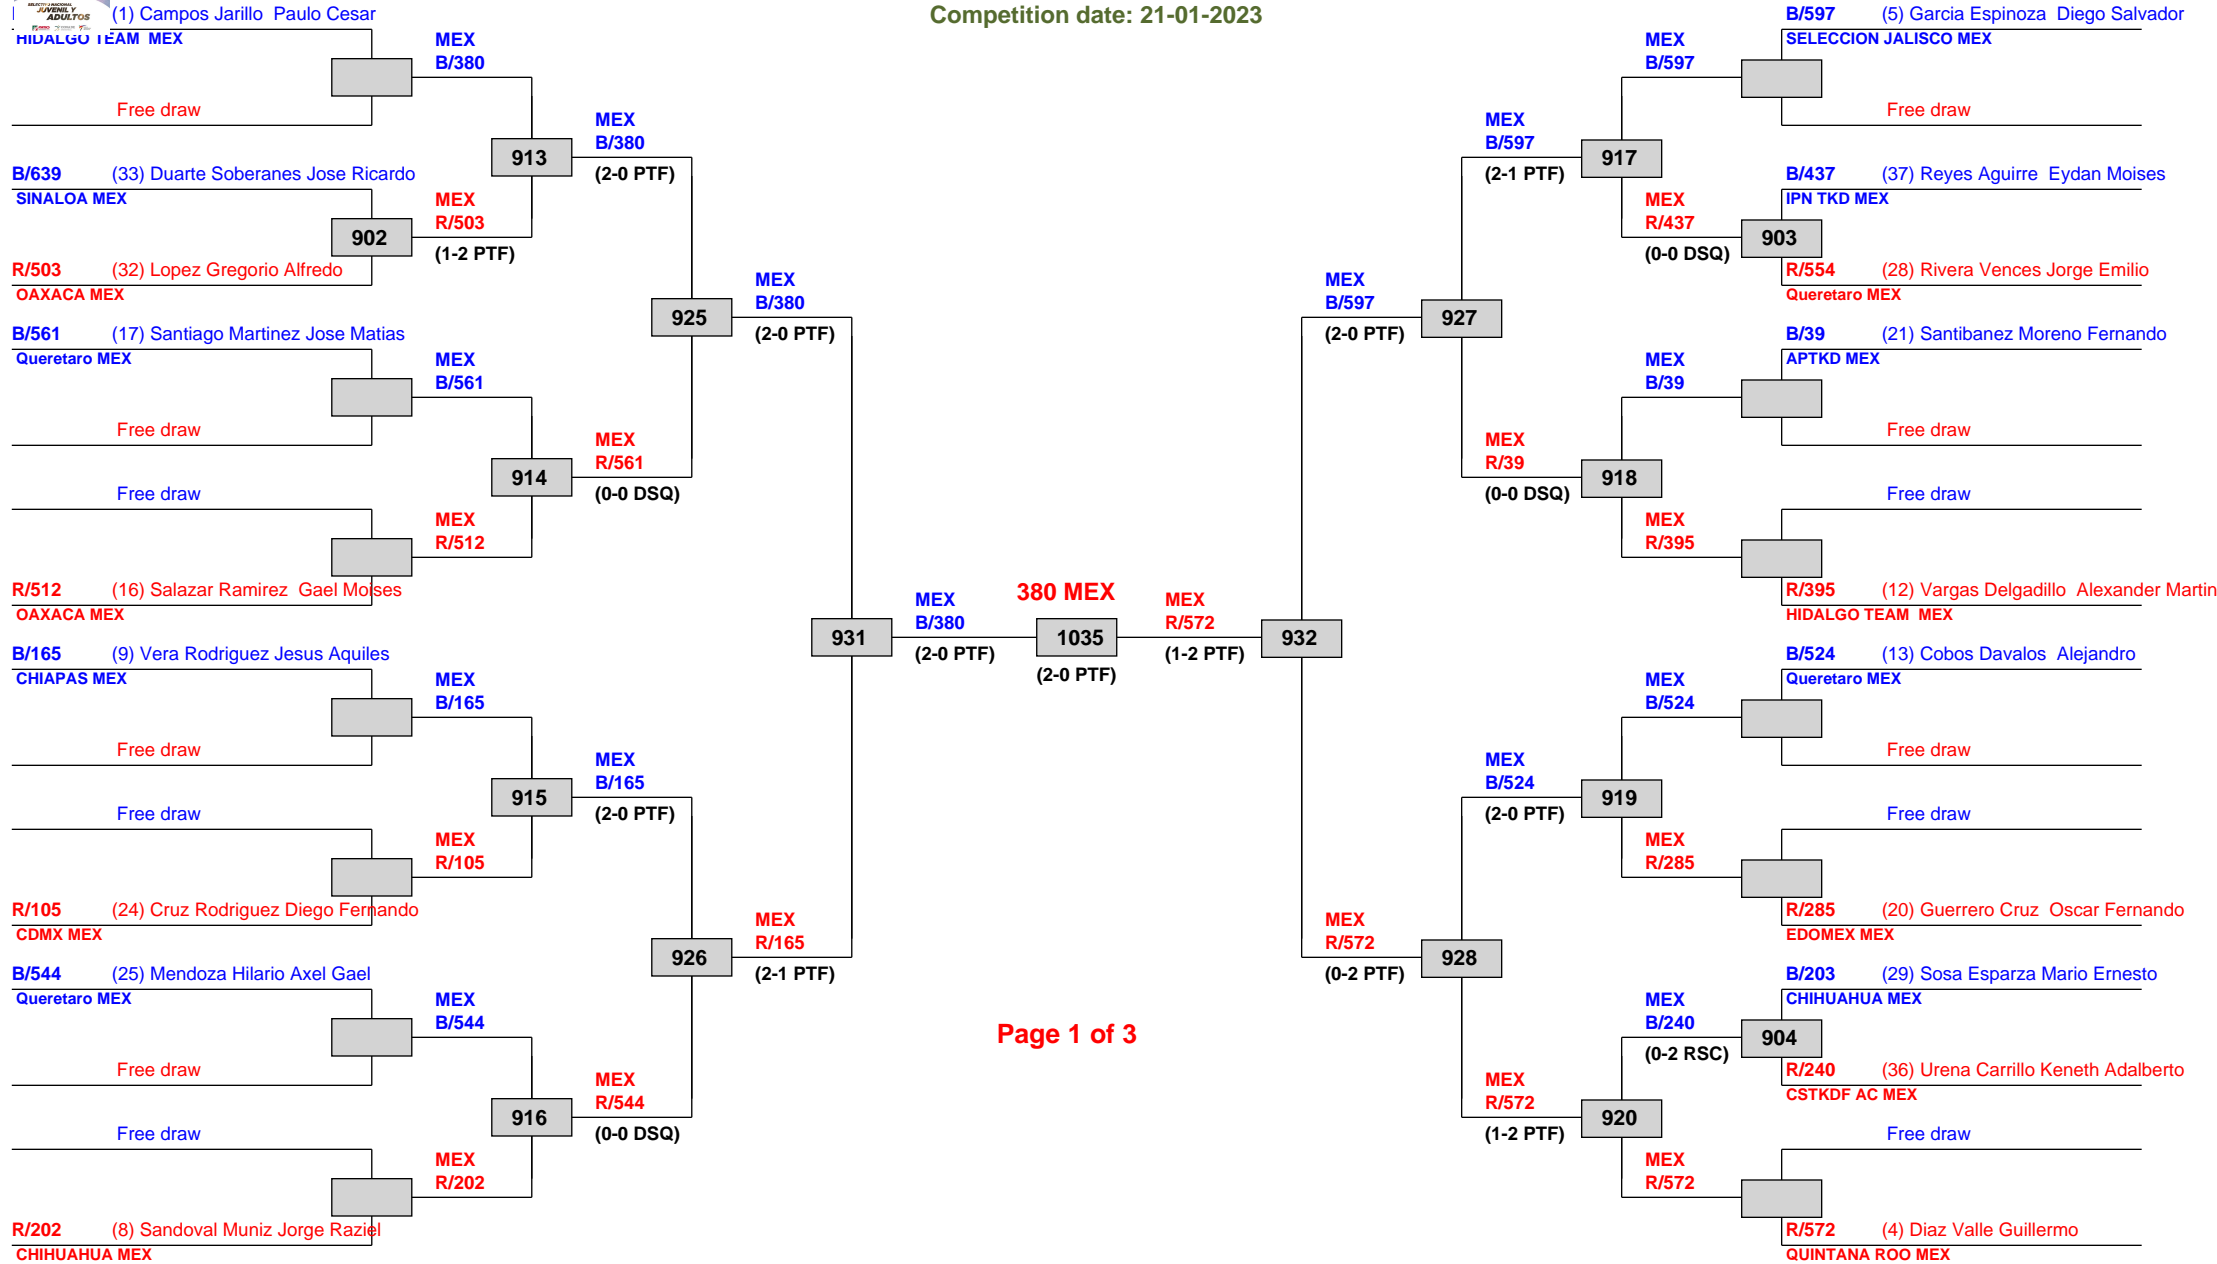 JUVENIL Y
ADULTOS
(1) Campos Jarillo Paulo Cesar
HIDALGO TEAM MEX
Competition date: 21-01-2023
MEX
B/380
Free draw
B/639 (33) Duarte Soberanes Jose Ricardo
SINALOA MEX
902
MEX
R/503
(1-2 PTF)
R/503 (32) Lopez Gregorio Alfredo
OAXACA MEX
913
MEX
B/380
(2-0 PTF)
B/561 (17) Santiago Martinez Jose Matias
Queretaro MEX
MEX
B/561
Free draw
Free draw
MEX
R/512
R/512 (16) Salazar Ramirez Gael Moises
OAXACA MEX
914
MEX
R/561
(0-0 DSQ)
925
MEX
B/380
(2-0 PTF)
B/165 (9) Vera Rodriguez Jesus Aquiles
CHIAPAS MEX
MEX
B/165
Free draw
Free draw
MEX
R/105
R/105 (24) Cruz Rodriguez Diego Fernando
CDMX MEX
915
MEX
B/165
(2-0 PTF)
B/544 (25) Mendoza Hilario Axel Gael
Queretaro MEX
MEX
B/544
Free draw
Free draw
MEX
R/202
R/202 (8) Sandoval Muniz Jorge Raziel
CHIHUAHUA MEX
916
MEX
R/544
(0-0 DSQ)
926
MEX
R/165
(2-1 PTF)
931
MEX
B/380
(2-0 PTF)
380 MEX
1035
(2-0 PTF)
MEX
R/572
(1-2 PTF)
932
Page 1 of 3
MEX
B/597
(2-0 PTF)
927
MEX
B/597
(2-1 PTF)
917
MEX
B/597
B/597 (5) Garcia Espinoza Diego Salvador
SELECCION JALISCO MEX
Free draw
MEX
R/437
(0-0 DSQ)
903
B/437 (37) Reyes Aguirre Eydan Moises
IPN TKD MEX
R/554 (28) Rivera Vences Jorge Emilio
Queretaro MEX
MEX
R/39
(0-0 DSQ)
918
MEX
B/39
B/39 (21) Santibanez Moreno Fernando
APTKD MEX
Free draw
Free draw
MEX
R/395
R/395 (12) Vargas Delgadillo Alexander Martin
HIDALGO TEAM MEX
MEX
R/572
(0-2 PTF)
928
MEX
B/524
(2-0 PTF)
919
MEX
B/524
B/524 (13) Cobos Davalos Alejandro
Queretaro MEX
Free draw
Free draw
MEX
R/285
R/285 (20) Guerrero Cruz Oscar Fernando
EDOMEX MEX
MEX
R/572
(1-2 PTF)
920
MEX
B/240
(0-2 RSC)
904
B/203 (29) Sosa Esparza Mario Ernesto
CHIHUAHUA MEX
R/240 (36) Urena Carrillo Keneth Adalberto
CSTKDF AC MEX
Free draw
MEX
R/572
R/572 (4) Diaz Valle Guillermo
QUINTANA ROO MEX